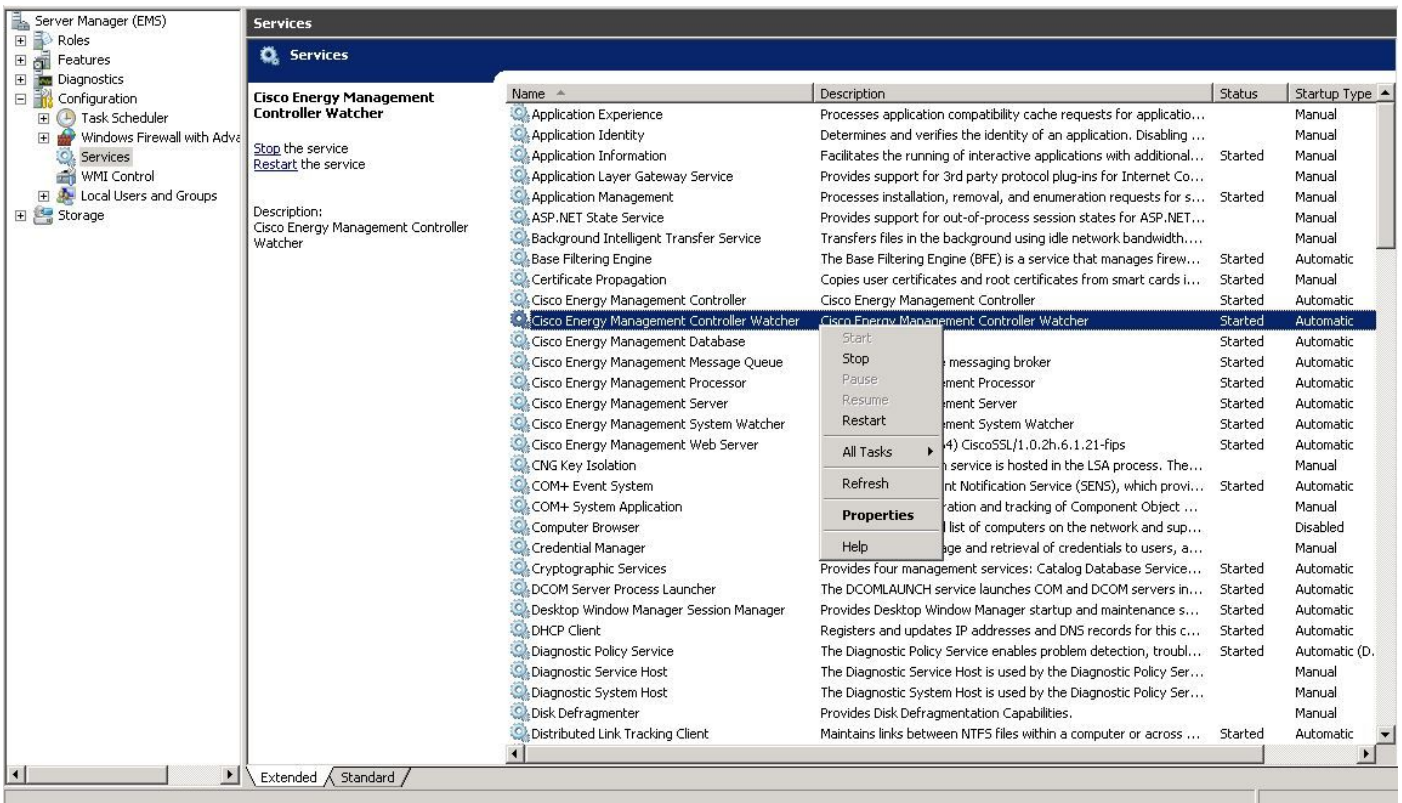 Server Manager (EMS)
Roles
Features
Diagnostics
Configuration
Task Scheduler
Windows Firewall with Adva
Services
WMI Control
Local Users and Groups
Storage
Services
Services
Cisco Energy Management
Controller Watcher
Stop the service
Restart the service
Description:
Cisco Energy Management Controller
Watcher
Name Description Status Startup Type
Application Experience Processes application compatibility cache requests for applicatio... Manual
Application Identity Determines and verifies the identity of an application. Disabling ... Manual
Application Information Facilitates the running of interactive applications with additional... Started Manual
Application Layer Gateway Service Provides support for 3rd party protocol plug-ins for Internet Co... Manual
Application Management Processes installation, removal, and enumeration requests for s... Started Manual
ASP.NET State Service Provides support for out-of-process session states for ASP.NET... Manual
Background Intelligent Transfer Service Transfers files in the background using idle network bandwidth.... Manual
Base Filtering Engine The Base Filtering Engine (BFE) is a service that manages firew... Started Automatic
Certificate Propagation Copies user certificates and root certificates from smart cards i... Started Manual
Cisco Energy Management Controller Cisco Energy Management Controller Started Automatic
Cisco Energy Management Controller Watcher Cisco Energy Management Controller Watcher Started Automatic
Cisco Energy Management Database Started Automatic
Cisco Energy Management Message Queue messaging broker Started Automatic
Cisco Energy Management Processor ement Processor Started Automatic
Cisco Energy Management Server ement Server Started Automatic
Cisco Energy Management System Watcher ement System Watcher Started Automatic
Cisco Energy Management Web Server 4) CiscoSSL/1.0.2h.6.1.21-fips Started Automatic
CNG Key Isolation n service is hosted in the LSA process. The... Manual
COM+ Event System nt Notification Service (SENS), which provi... Started Automatic
COM+ System Application ration and tracking of Component Object ... Manual
Computer Browser list of computers on the network and sup... Disabled
Credential Manager age and retrieval of credentials to users, a... Manual
Cryptographic Services Provides four management services: Catalog Database Service... Started Automatic
DCOM Server Process Launcher The DCOMLAUNCH service launches COM and DCOM servers in... Started Automatic
Desktop Window Manager Session Manager Provides Desktop Window Manager startup and maintenance s... Started Automatic
DHCP Client Registers and updates IP addresses and DNS records for this c... Started Automatic
Diagnostic Policy Service The Diagnostic Policy Service enables problem detection, troubl... Started Automatic (D.
Diagnostic Service Host The Diagnostic Service Host is used by the Diagnostic Policy Ser... Manual
Diagnostic System Host The Diagnostic System Host is used by the Diagnostic Policy Ser... Manual
Disk Defragmenter Provides Disk Defragmentation Capabilities. Manual
Distributed Link Tracking Client Maintains links between NTFS files within a computer or across ... Started Automatic
Start
Stop
Pause
Resume
Restart
All Tasks
Refresh
Properties
Help
Extended Standard